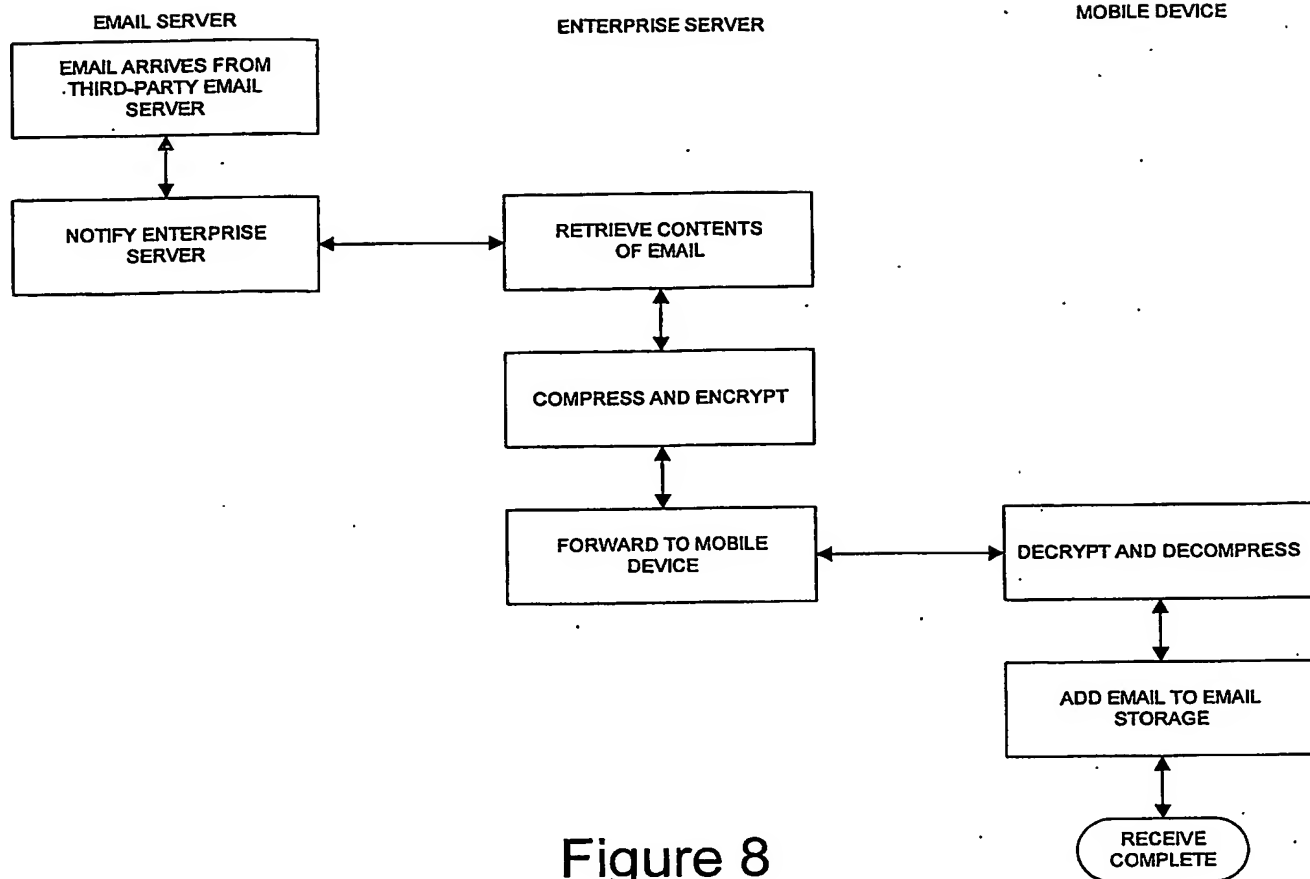 EMAIL SERVER
ENTERPRISE SERVER
MOBILE DEVICE
EMAIL ARRIVES FROM
THIRD-PARTY EMAIL
SERVER
NOTIFY ENTERPRISE
SERVER
RETRIEVE CONTENTS
OF EMAIL
COMPRESS AND ENCRYPT
FORWARD TO MOBILE
DEVICE
DECRYPT AND DECOMPRESS
ADD EMAIL TO EMAIL
STORAGE
RECEIVE
COMPLETE
Figure 8